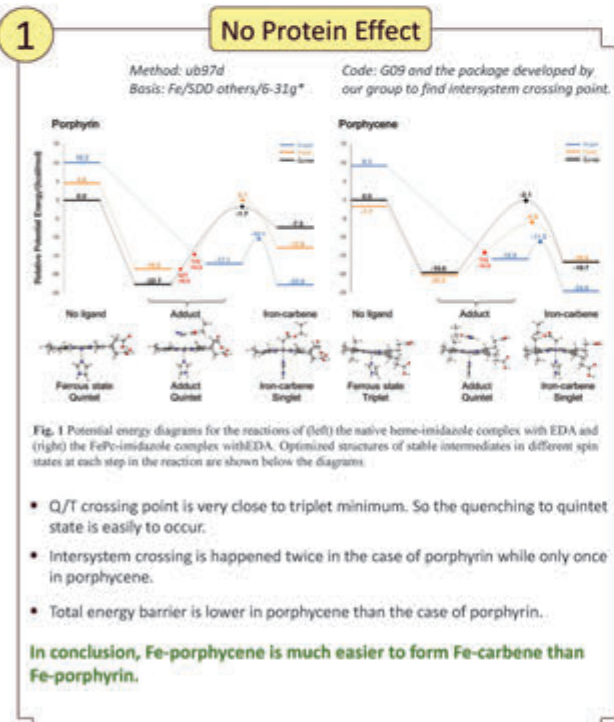 1
No Protein Effect
Method: ub97d
Basis: Fe/SDD others/6-31g*
Code: G09 and the package developed by
our group to find intersystem crossing point.
Porphyrin
Porphycene
Relative Potential Energy(kcal/mol)
No ligand
Adduct
Iron-carbene
No ligand
Adduct
Iron-carbene
Ferrous state
Quintet
Adduct
Quintet
Iron-carbene
Singlet
Ferrous state
Triplet
Adduct
Quintet
Iron-carbene
Singlet
Fig. 1 Potential energy diagrams for the reactions of (left) the native heme-imidazole complex with EDA and
(right) the FePc-imidazole complex withEDA. Optimized structures of stable intermediates in different spin
states at each step in the reaction are shown below the diagrams.
• Q/T crossing point is very close to triplet minimum. So the quenching to quintet
state is easily to occur.
• Intersystem crossing is happened twice in the case of porphyrin while only once
in porphycene.
• Total energy barrier is lower in porphycene than the case of porphyrin.
In conclusion, Fe-porphycene is much easier to form Fe-carbene than
Fe-porphyrin.